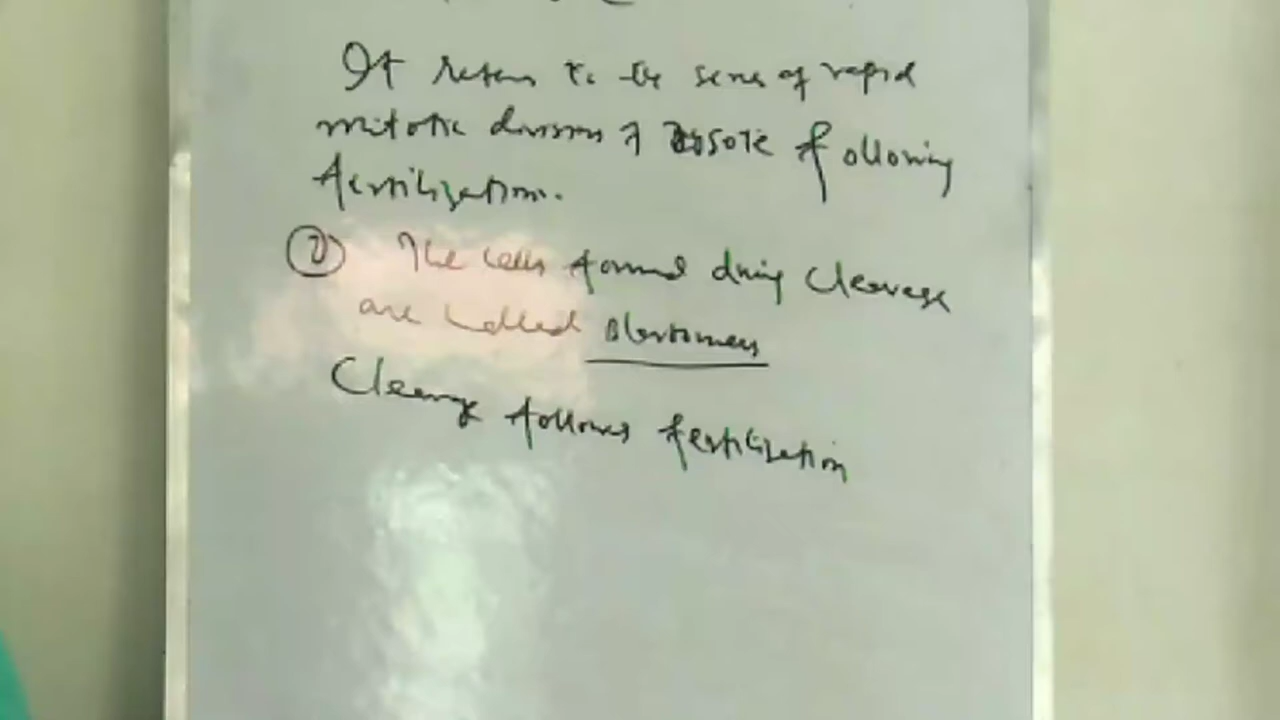 It refers to the series of rapid
mitotic division of zygote following
fertilization.
② The cells formed during cleavage
are called blastomeres
Cleavage follows fertilization